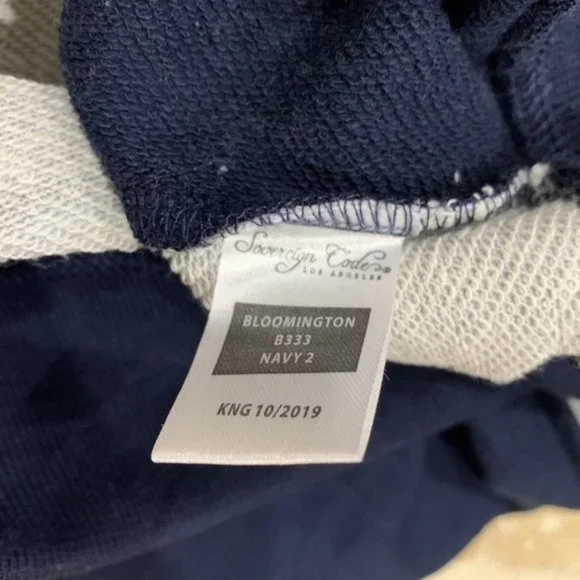 Sovereign Code
LOS ANGELES
BLOOMINGTON
B333
NAVY 2
KNG 10/2019